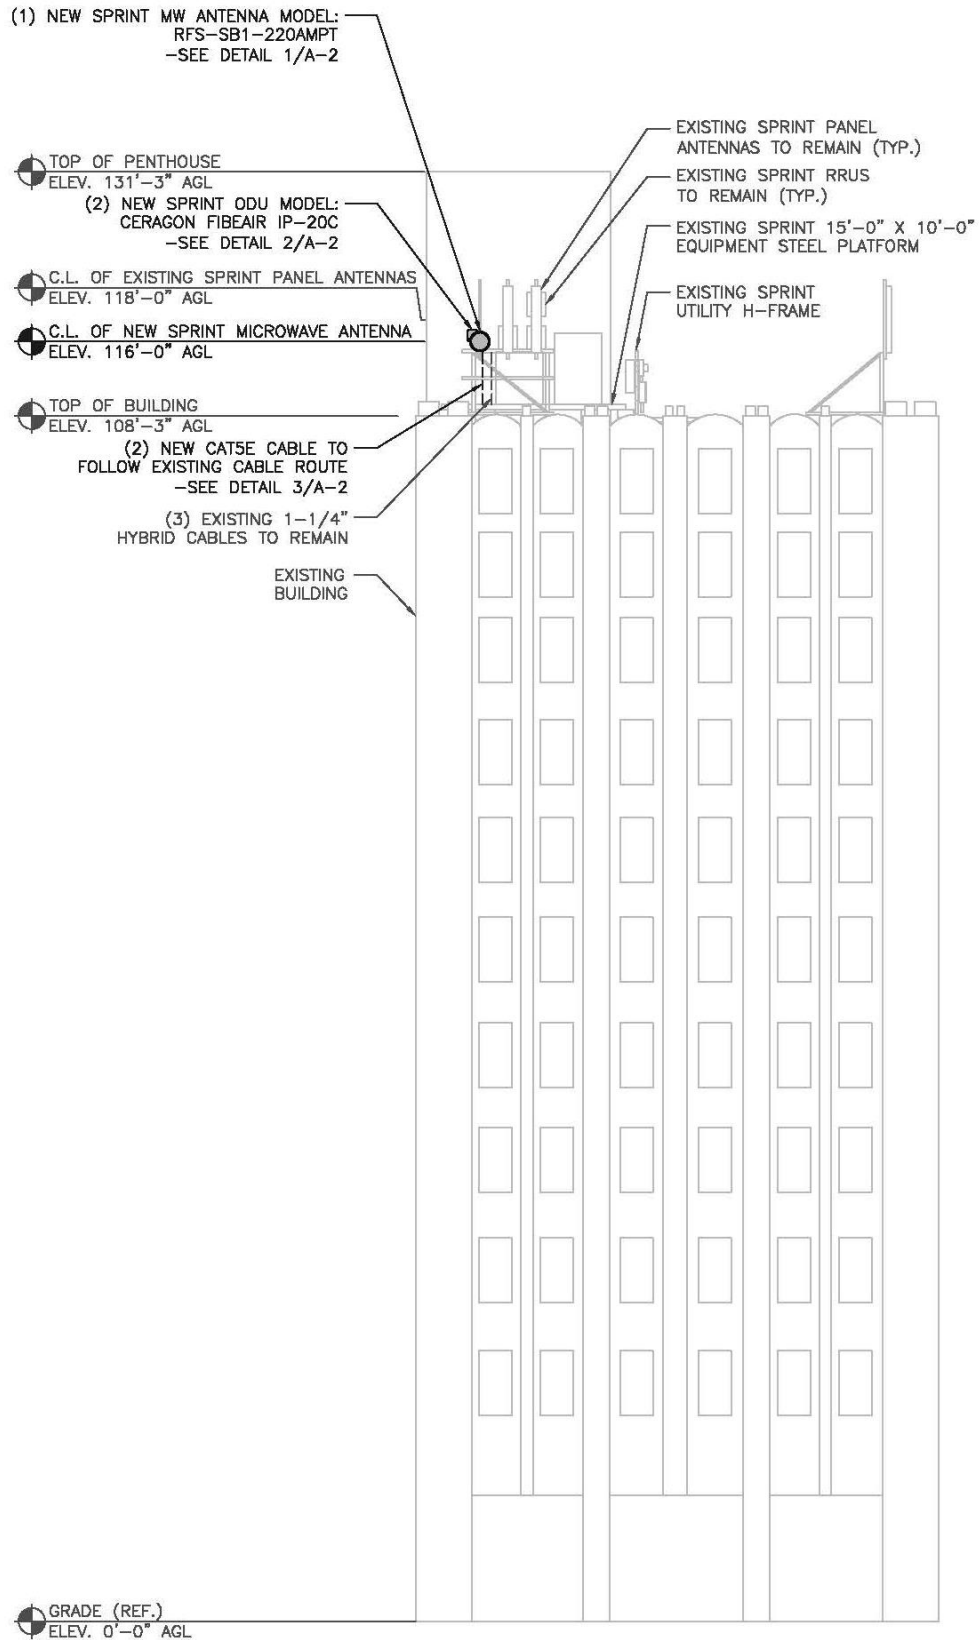 (1) NEW SPRINT MW ANTENNA MODEL:
RFS-SB1-220AMPT
-SEE DETAIL 1/A-2
EXISTING SPRINT PANEL
ANTENNAS TO REMAIN (TYP.)
TOP OF PENTHOUSE
ELEV. 131'-3" AGL
EXISTING SPRINT RRUS
TO REMAIN (TYP.)
(2) NEW SPRINT ODU MODEL:
CERAGON FIBEAIR IP-20C
-SEE DETAIL 2/A-2
EXISTING SPRINT 15'-0" X 10'-0"
EQUIPMENT STEEL PLATFORM
C.L. OF EXISTING SPRINT PANEL ANTENNAS
ELEV. 118'-0" AGL
EXISTING SPRINT
UTILITY H-FRAME
C.L. OF NEW SPRINT MICROWAVE ANTENNA
ELEV. 116'-0" AGL
TOP OF BUILDING
ELEV. 108'-3" AGL
(2) NEW CAT5E CABLE TO
FOLLOW EXISTING CABLE ROUTE
-SEE DETAIL 3/A-2
(3) EXISTING 1-1/4"
HYBRID CABLES TO REMAIN
EXISTING
BUILDING
GRADE (REF.)
ELEV. 0'-0" AGL